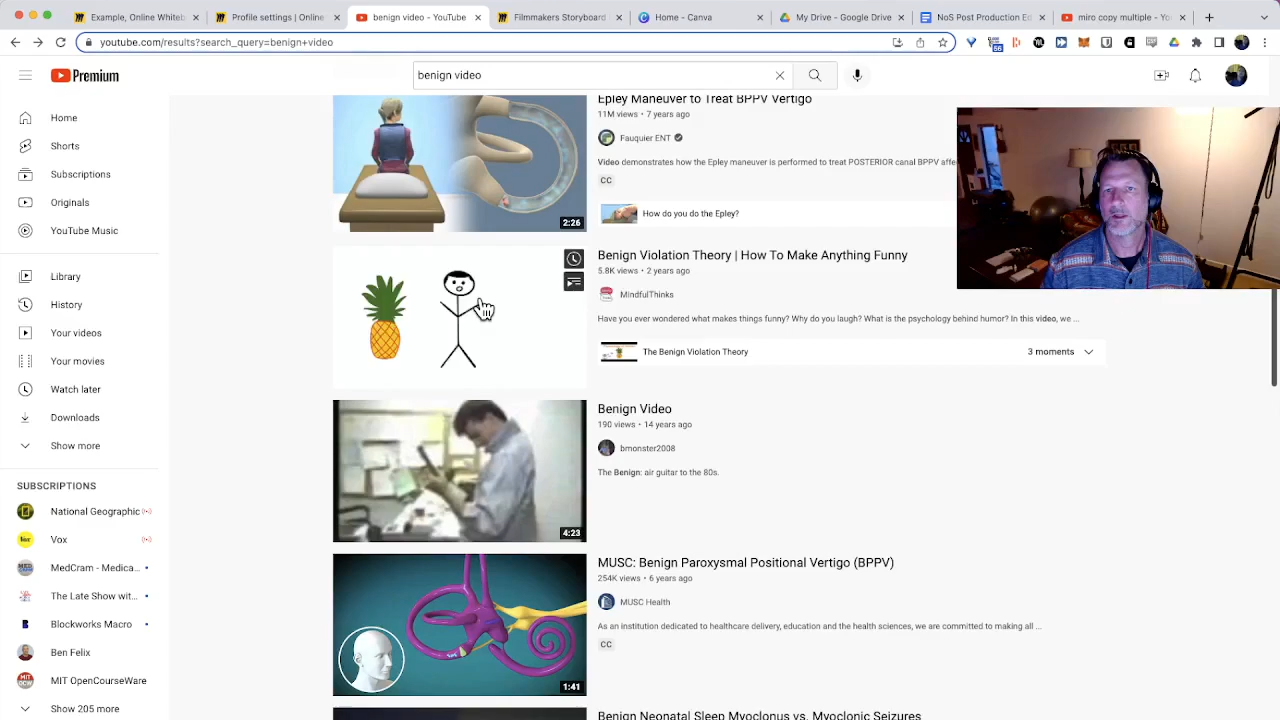 Example, Online Whiteb
Profile settings | Online
benign video - YouTube
Filmmakers Storyboard
Home - Canva
My Drive - Google Drive
NoS Post Production Ed
miro copy multiple - Yo
youtube.com/results?search_query=benign+video
56
Premium
benign video
Home
Shorts
Subscriptions
Originals
YouTube Music
Library
History
Your videos
Your movies
Watch later
Downloads
Show more
SUBSCRIPTIONS
National Geographic
Vox
MedCram - Medica...
The Late Show wit...
Blockworks Macro
Ben Felix
MIT OpenCourseWare
Show 205 more
Epley Maneuver to Treat BPPV Vertigo
11M views • 7 years ago
Fauquier ENT
Video demonstrates how the Epley maneuver is performed to treat POSTERIOR canal BPPV affe
CC
2:26
How do you do the Epley?
Benign Violation Theory | How To Make Anything Funny
5.8K views • 2 years ago
MindfulThinks
Have you ever wondered what makes things funny? Why do you laugh? What is the psychology behind humor? In this video, we ...
The Benign Violation Theory
3 moments
Benign Video
190 views • 14 years ago
bmonster2008
The Benign: air guitar to the 80s.
4:23
MUSC: Benign Paroxysmal Positional Vertigo (BPPV)
254K views • 6 years ago
MUSC Health
As an institution dedicated to healthcare delivery, education and the health sciences, we are committed to making all ...
CC
1:41
Benign Neonatal Sleep Myoclonus vs. Myoclonic Seizures